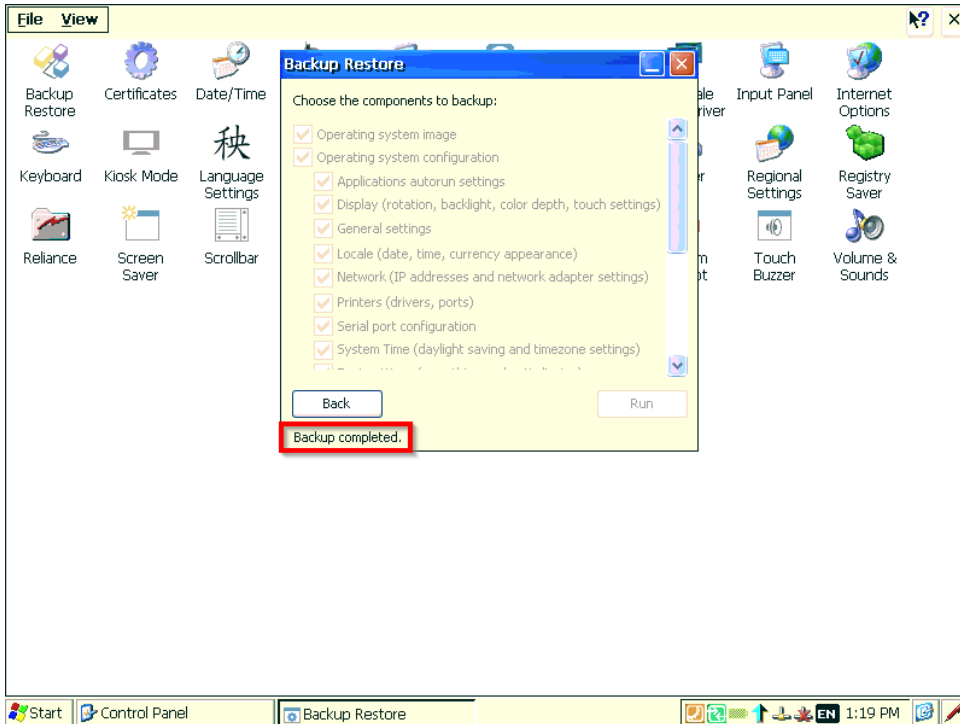 File View
Backup Restore
Backup
Restore
Certificates
Date/Time
Input Panel
Internet
Options
Keyboard
Kiosk Mode
秧
Language
Settings
Regional
Settings
Registry
Saver
Reliance
Screen
Saver
Scrollbar
Touch
Buzzer
Volume &
Sounds
Choose the components to backup:
Operating system image
Operating system configuration
Applications autorun settings
Display (rotation, backlight, color depth, touch settings)
General settings
Locale (date, time, currency appearance)
Network (IP addresses and network adapter settings)
Printers (drivers, ports)
Serial port configuration
System Time (daylight saving and timezone settings)
Back
Run
Backup completed.
Start
Control Panel
Backup Restore
EN
1:19 PM